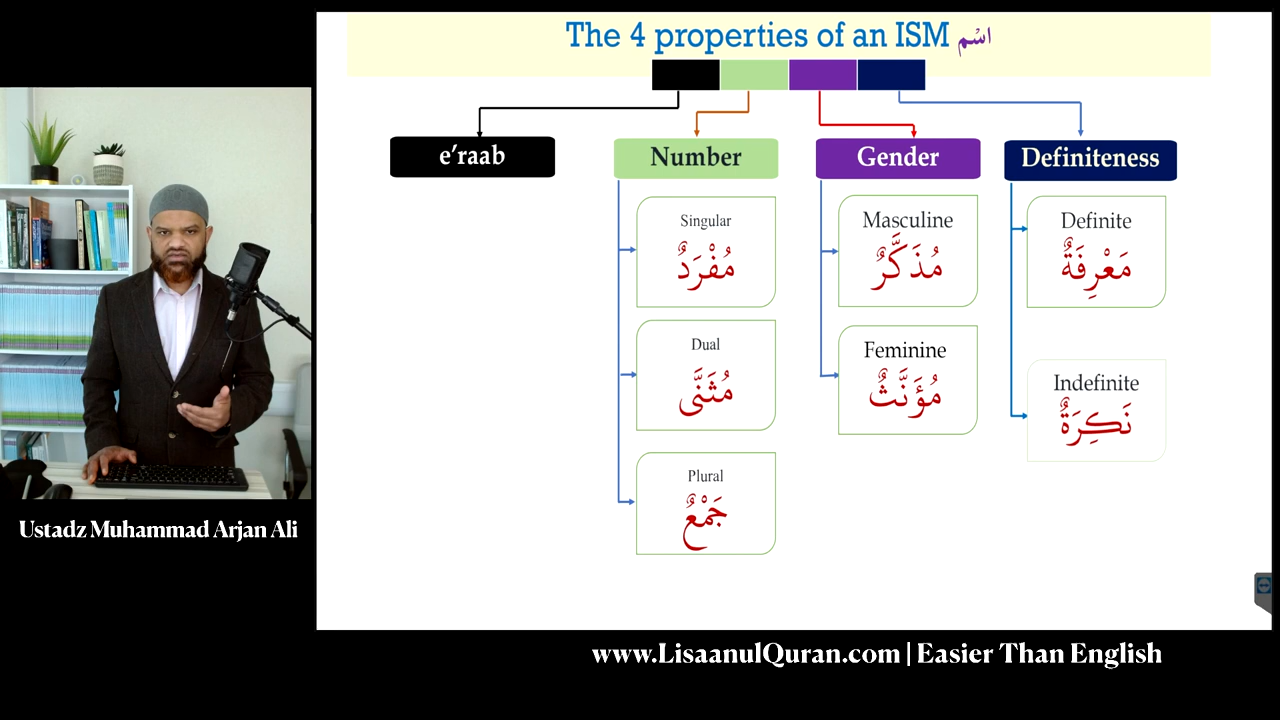 The 4 properties of an ISM اسْم
e'raab
Number
Gender
Definiteness
Singular
مُفْرَدٌ
Dual
مُثَنَّى
Plural
جَمْعٌ
Masculine
مُذَكَّرٌ
Feminine
مُؤَنَّثٌ
Definite
مَعْرِفَةٌ
Indefinite
نَكِرَةٌ
Ustadz Muhammad Arjan Ali
www.LisaanulQuran.com | Easier Than English